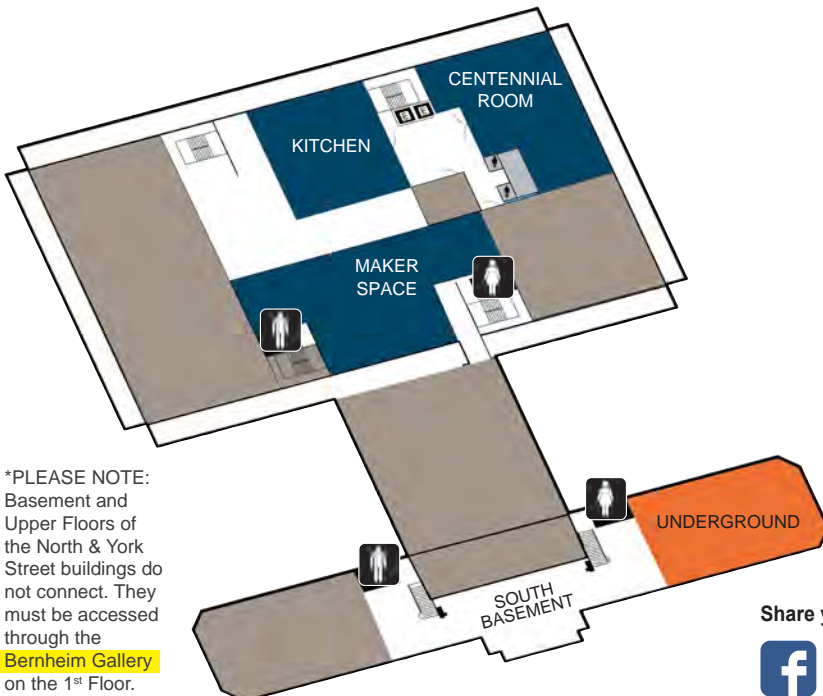 CENTENNIAL
ROOM
KITCHEN
MAKER
SPACE
UNDERGROUND
SOUTH
BASEMENT
*PLEASE NOTE:
Basement and
Upper Floors of
the North & York
Street buildings do
not connect. They
must be accessed
through the
Bernheim Gallery
on the 1st Floor.
Share y
f